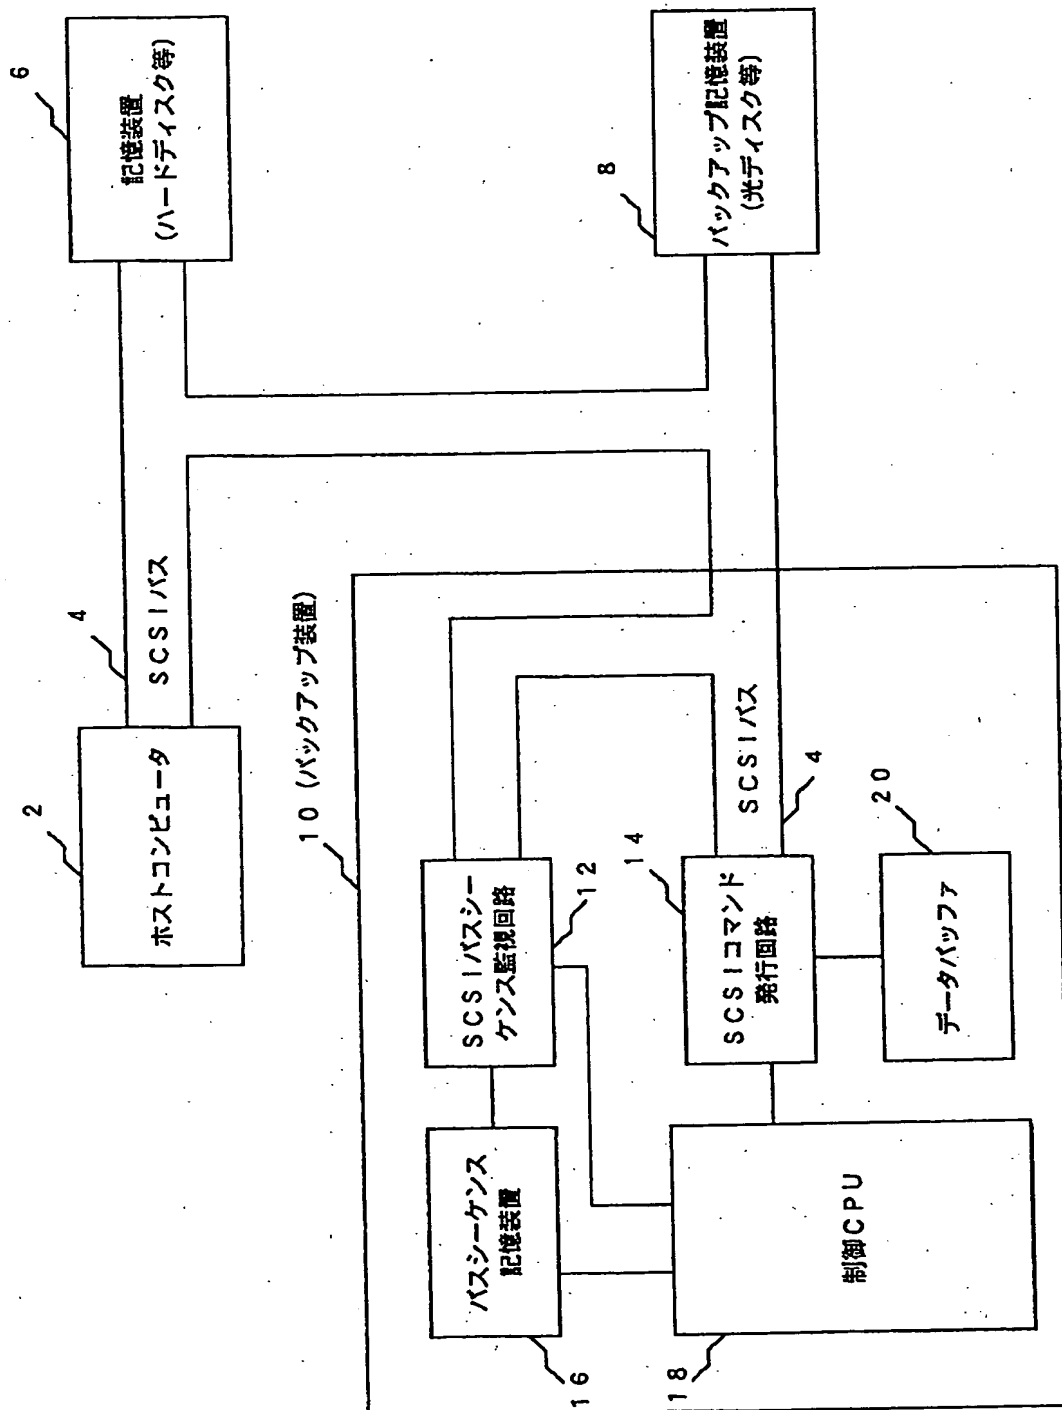 2
ホストコンピュータ
4
SCSIバス
6
記憶装置
(ハードディスク等)
8
バックアップ記憶装置
(光ディスク等)
10(バックアップ装置)
SCSIバスシー
ケンス監視回路
12
14
SCSIコマンド
発行回路
SCSIバス
4
20
データバッファ
バスシーケンス
記憶装置
16
制御CPU
18